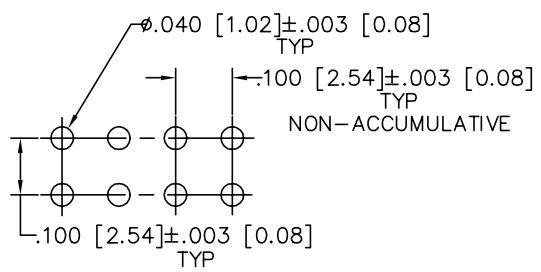 ⌀.040 [1.02]±.003 [0.08]
TYP
.100 [2.54]±.003 [0.08]
TYP
NON-ACCUMULATIVE
.100 [2.54]±.003 [0.08]
TYP